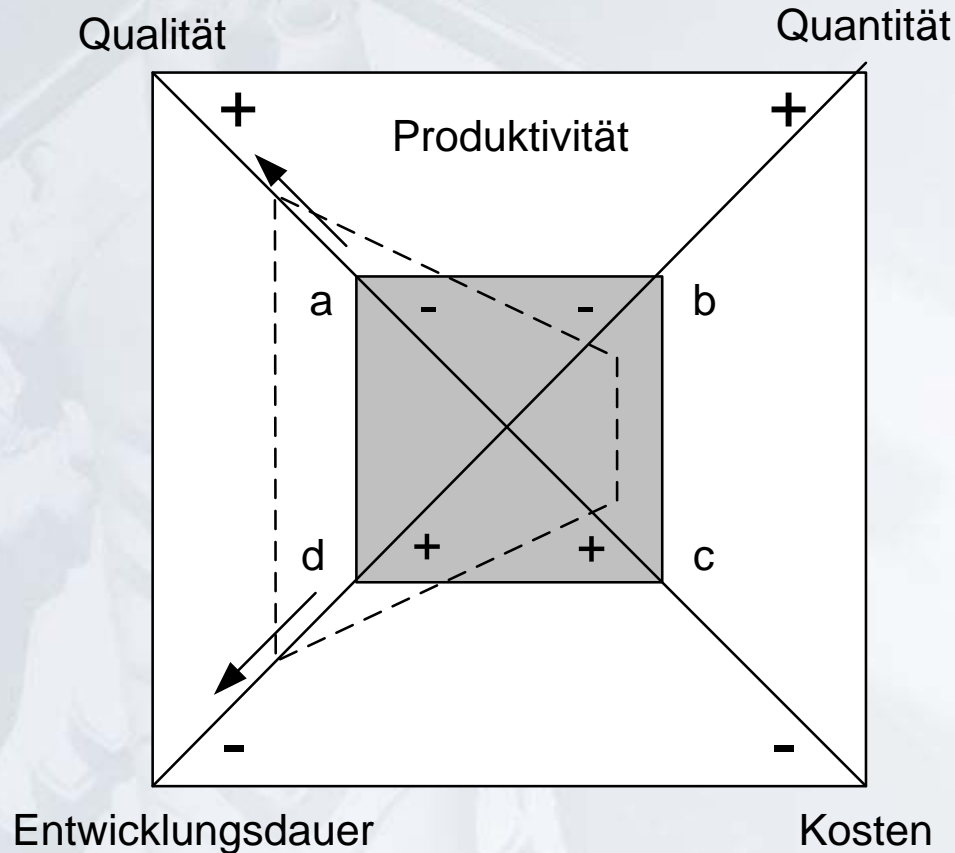 Qualität
Quantität
+
+
Produktivität
a
-
-
b
d
+
+
c
-
-
Entwicklungsdauer
Kosten